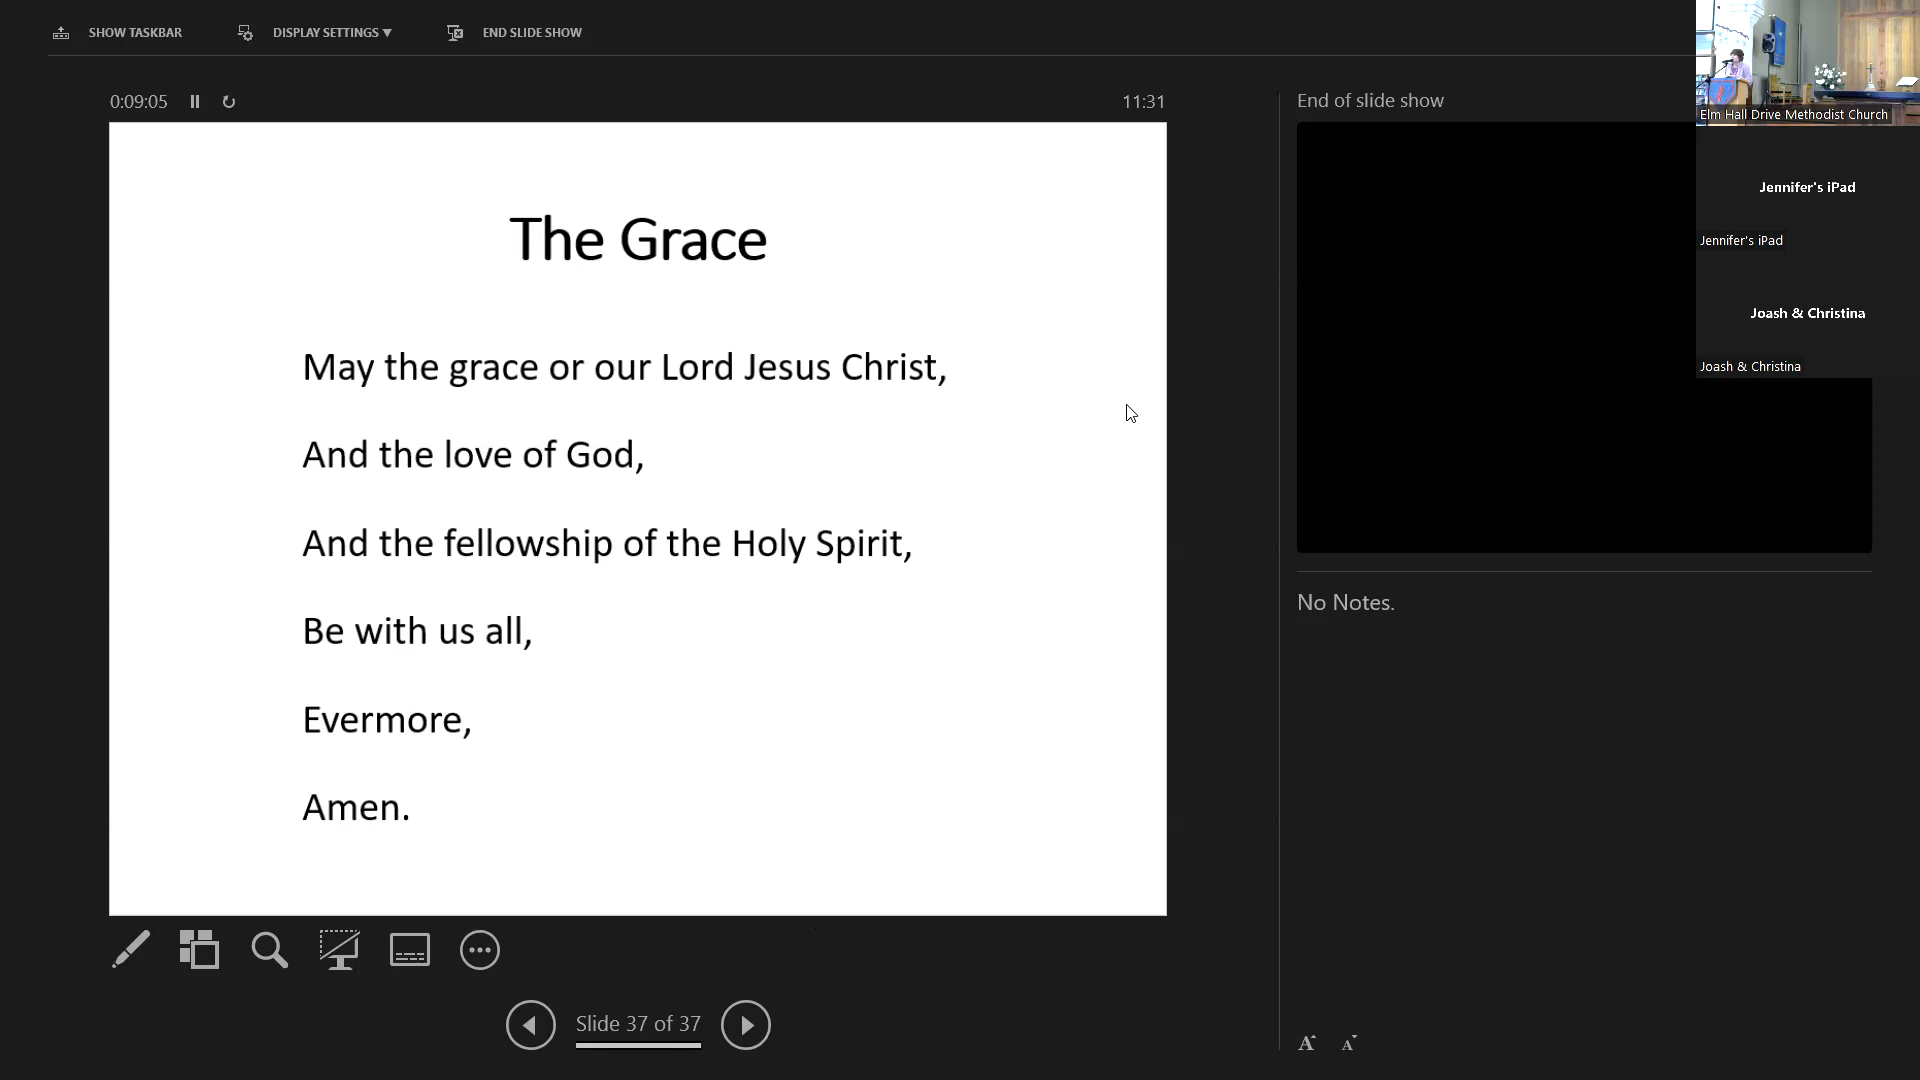 SHOW TASKBAR
DISPLAY SETTINGS ▼
END SLIDE SHOW
0:09:05
11:31
The Grace
May the grace or our Lord Jesus Christ,
And the love of God,
And the fellowship of the Holy Spirit,
Be with us all,
Evermore,
Amen.
Slide 37 of 37
End of slide show
No Notes.
A A
Elm Hall Drive Methodist Church
Jennifer's iPad
Jennifer's iPad
Joash & Christina
Joash & Christina